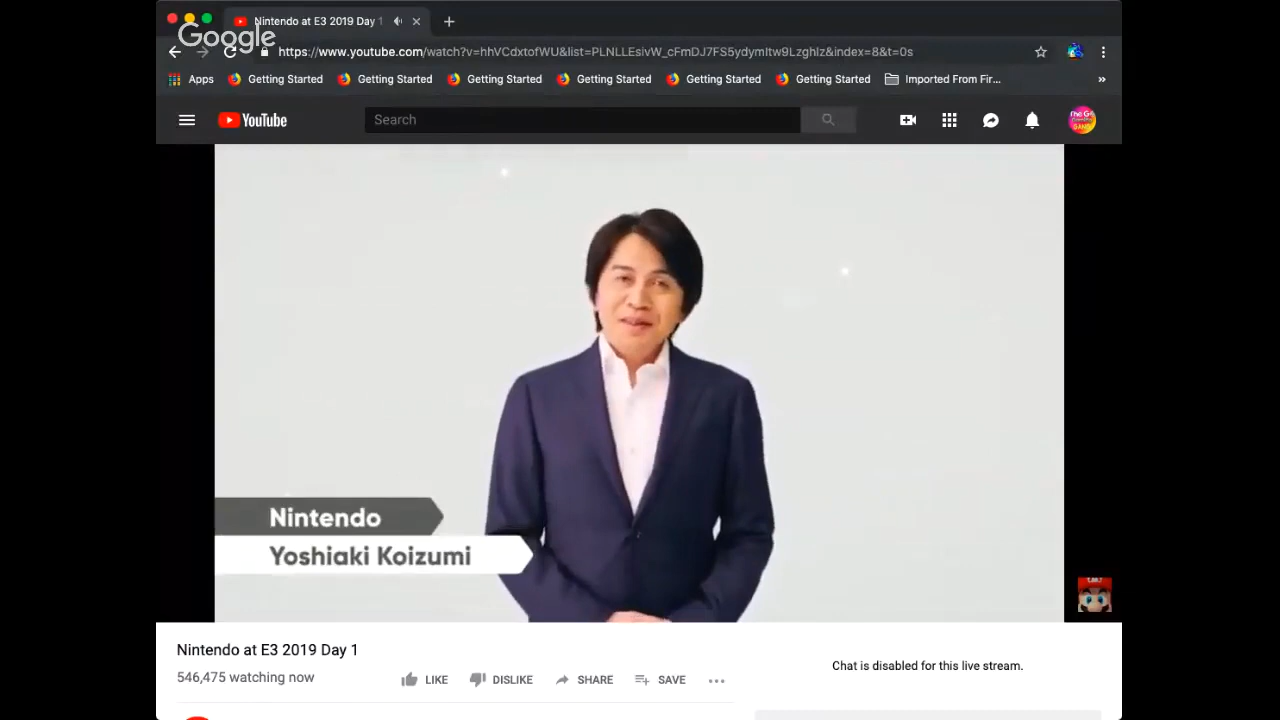 Nintendo at E3 2019 Day 1
Google
https://www.youtube.com/watch?v=hhVCdxtofWU&list=PLNLLEsivW_cFmDJ7FS5ydymItw9Lzghlz&index=8&t=0s
Apps Getting Started Getting Started Getting Started Getting Started Getting Started Getting Started Imported From Fir... »
YouTube
Search
Nintendo
Yoshiaki Koizumi
Nintendo at E3 2019 Day 1
546,475 watching now
LIKE DISLIKE SHARE SAVE
Chat is disabled for this live stream.